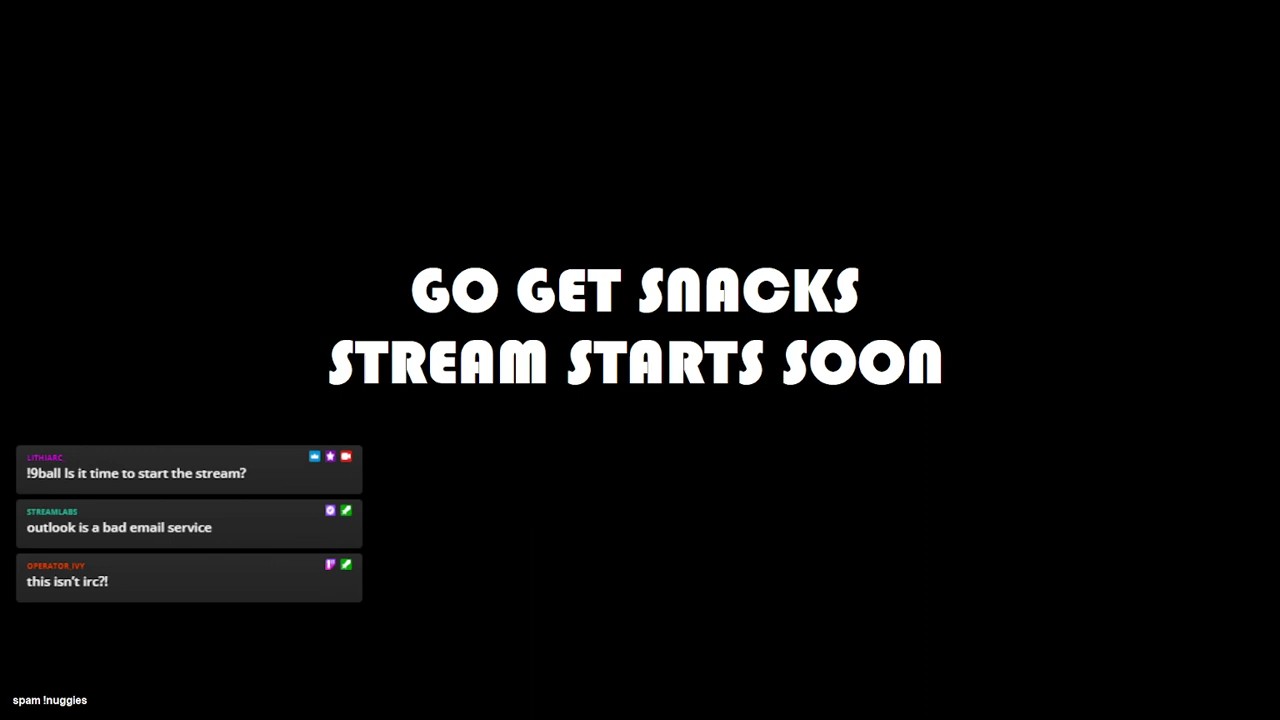 GO GET SNACKS
STREAM STARTS SOON
LITHIARC
!9ball Is it time to start the stream?
STREAMLABS
outlook is a bad email service
OPERATOR_IVY
this isn't irc?!
spam !nuggies